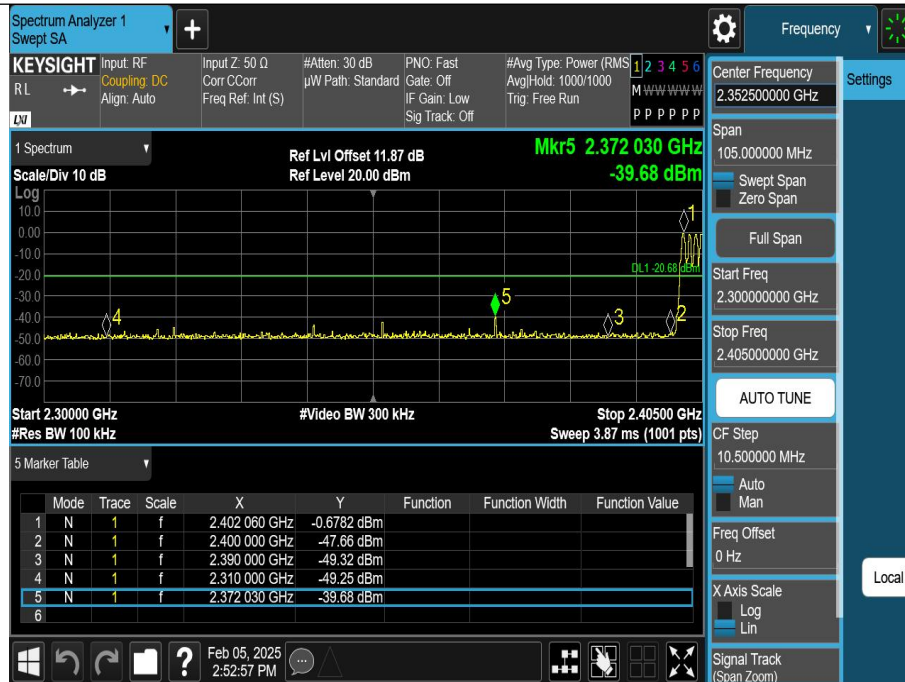 Spectrum Analyzer 1
Swept SA
+
Frequency
KEYSIGHT
RL
LXI
Input: RF
Coupling: DC
Align: Auto
Input Z: 50 Ω
Corr CCorr
Freq Ref: Int (S)
#Atten: 30 dB
µW Path: Standard
PNO: Fast
Gate: Off
IF Gain: Low
Sig Track: Off
#Avg Type: Power (RMS
Avg|Hold: 1000/1000
Trig: Free Run
1 2 3 4 5 6
M W W W W W
P P P P P P
1 Spectrum
Scale/Div 10 dB
Ref Lvl Offset 11.87 dB
Ref Level 20.00 dBm
Mkr5 2.372 030 GHz
-39.68 dBm
Log
10.0
0.00
-10.0
-20.0
-30.0
-40.0
-50.0
-60.0
-70.0
1
DL1 -20.68 dBm
5
4
3
2
Start 2.30000 GHz
#Video BW 300 kHz
Stop 2.40500 GHz
#Res BW 100 kHz
Sweep 3.87 ms (1001 pts)
5 Marker Table
Mode Trace Scale X Y Function Function Width Function Value
1 N 1 f 2.402 060 GHz -0.6782 dBm
2 N 1 f 2.400 000 GHz -47.66 dBm
3 N 1 f 2.390 000 GHz -49.32 dBm
4 N 1 f 2.310 000 GHz -49.25 dBm
5 N 1 f 2.372 030 GHz -39.68 dBm
6
?
Feb 05, 2025
2:52:57 PM
Center Frequency
2.352500000 GHz
Span
105.000000 MHz
Swept Span
Zero Span
Full Span
Start Freq
2.300000000 GHz
Stop Freq
2.405000000 GHz
AUTO TUNE
CF Step
10.500000 MHz
Auto
Man
Freq Offset
0 Hz
X Axis Scale
Log
Lin
Signal Track
(Span Zoom)
Settings
Local